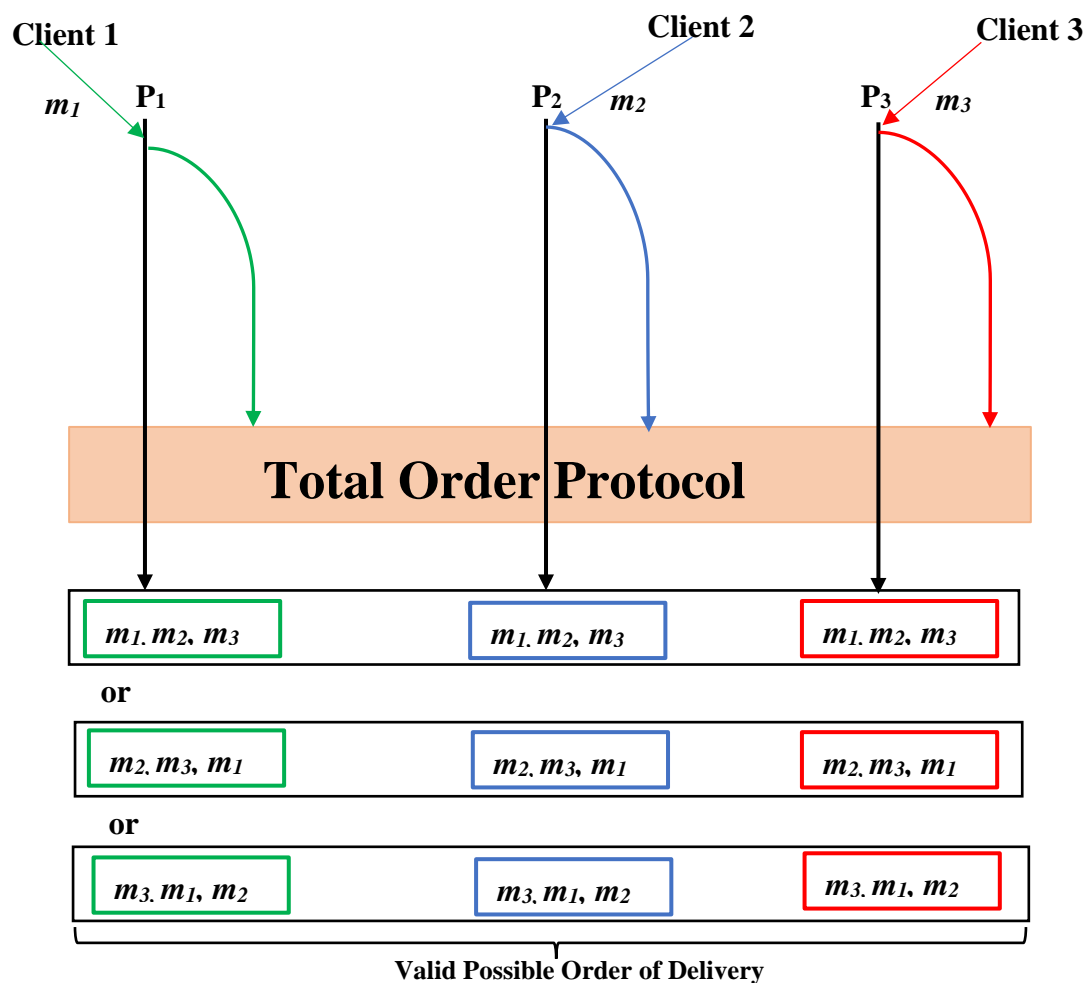 Client 1
Client 2
Client 3
m1
P1
P2
m2
P3
m3
Total Order Protocol
m1, m2, m3
m1, m2, m3
m1, m2, m3
or
m2, m3, m1
m2, m3, m1
m2, m3, m1
or
m3, m1, m2
m3, m1, m2
m3, m1, m2
Valid Possible Order of Delivery